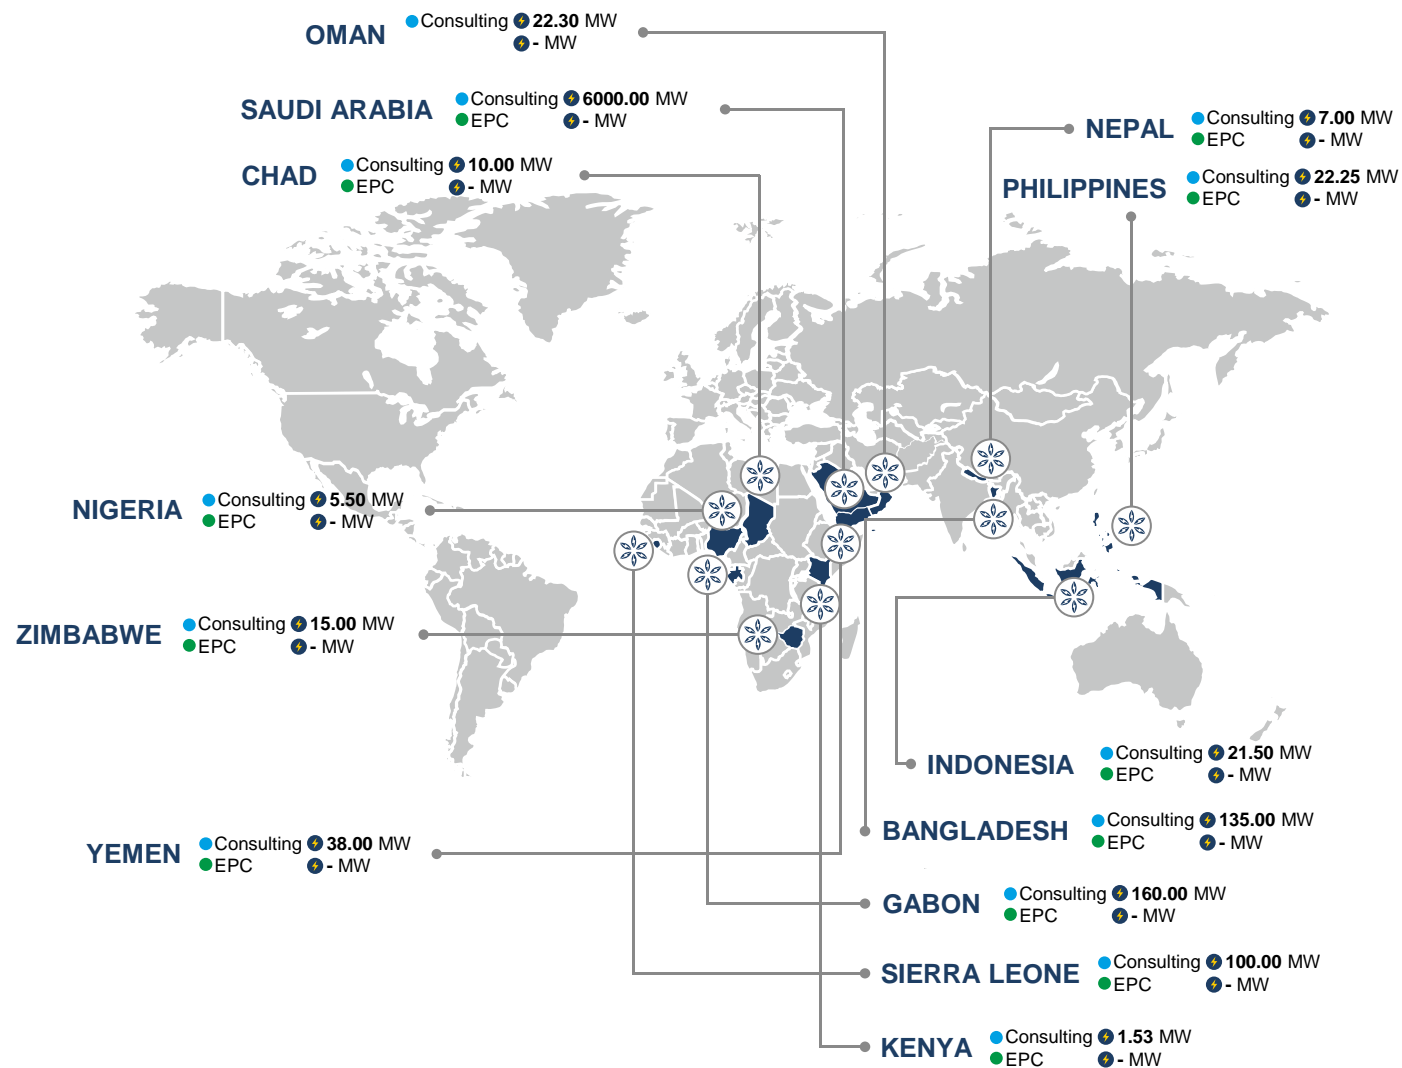 OMAN
Consulting 22.30 MW
- MW
SAUDI ARABIA
Consulting 6000.00 MW
EPC - MW
CHAD
Consulting 10.00 MW
EPC - MW
NEPAL
Consulting 7.00 MW
EPC - MW
PHILIPPINES
Consulting 22.25 MW
EPC - MW
NIGERIA
Consulting 5.50 MW
EPC - MW
ZIMBABWE
Consulting 15.00 MW
EPC - MW
YEMEN
Consulting 38.00 MW
EPC - MW
INDONESIA
Consulting 21.50 MW
EPC - MW
BANGLADESH
Consulting 135.00 MW
EPC - MW
GABON
Consulting 160.00 MW
EPC - MW
SIERRA LEONE
Consulting 100.00 MW
EPC - MW
KENYA
Consulting 1.53 MW
EPC - MW